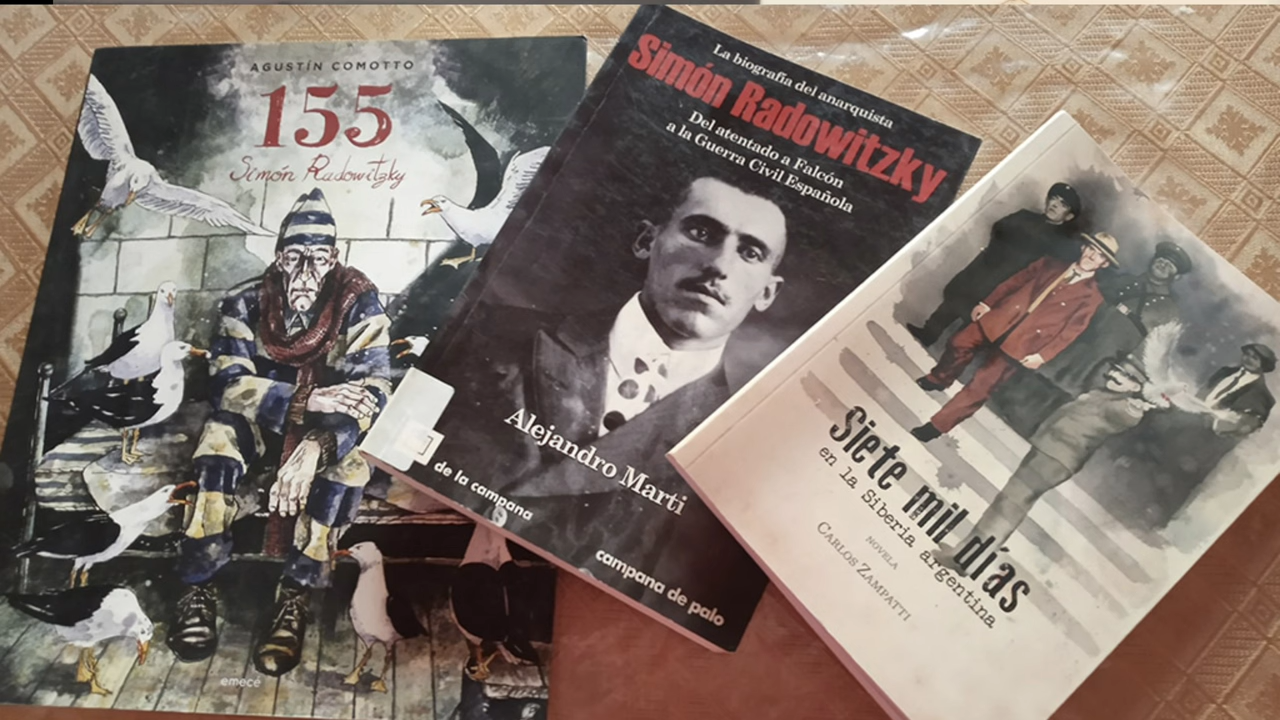 AGUSTÍN COMOTTO
155
Simón Radowitzky
emecé
La biografía del anarquista
Simón Radowitzky
Del atentado a Falcón
a la Guerra Civil Española
Alejandro Marti
de la campana
campana de palo
Siete mil días
en la Siberia argentina
NOVELA
CARLOS ZAMPATTI